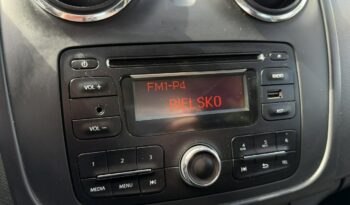 FM1-P4
BIELSKO
VOL +
VOL −
1 2 3
4 5 6
MEDIA MENU